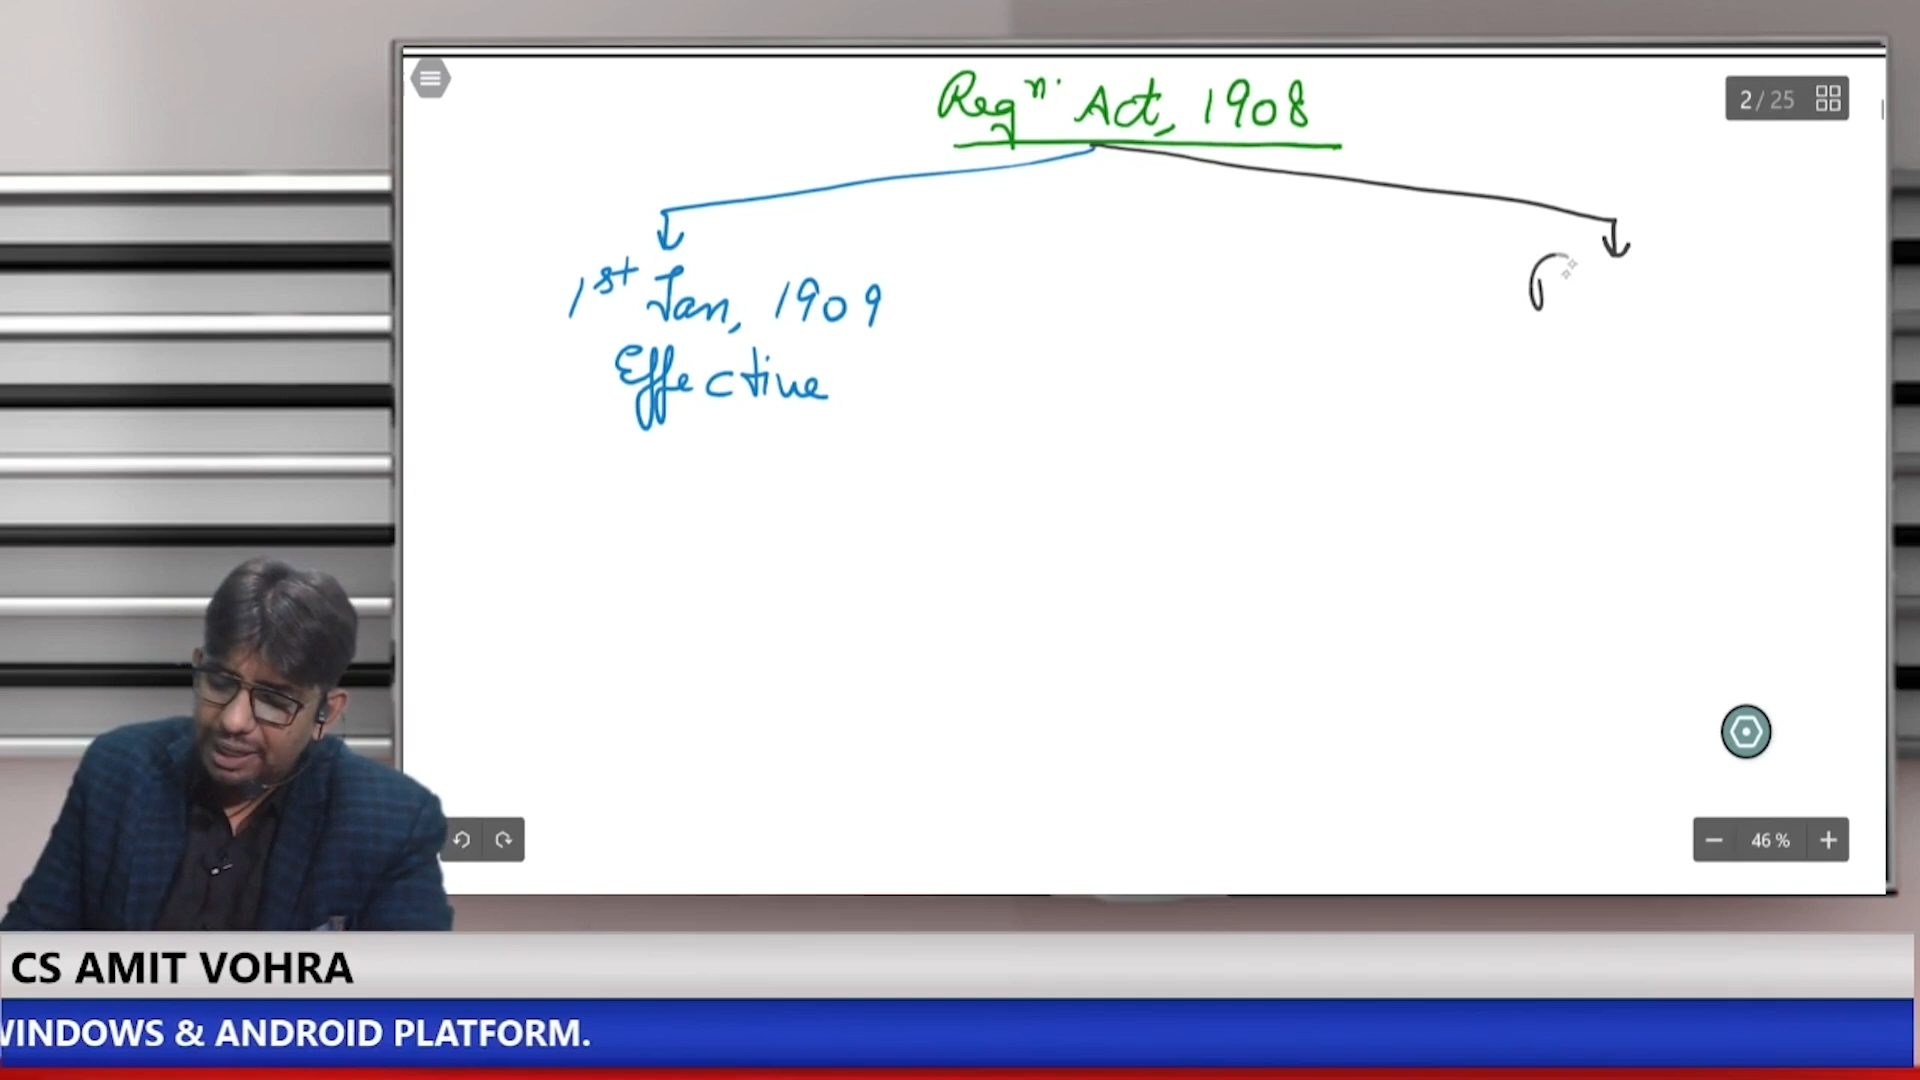 Regn. Act, 1908
2 / 25
1st Jan, 1909
Effective
46 %
CS AMIT VOHRA
WINDOWS & ANDROID PLATFORM.